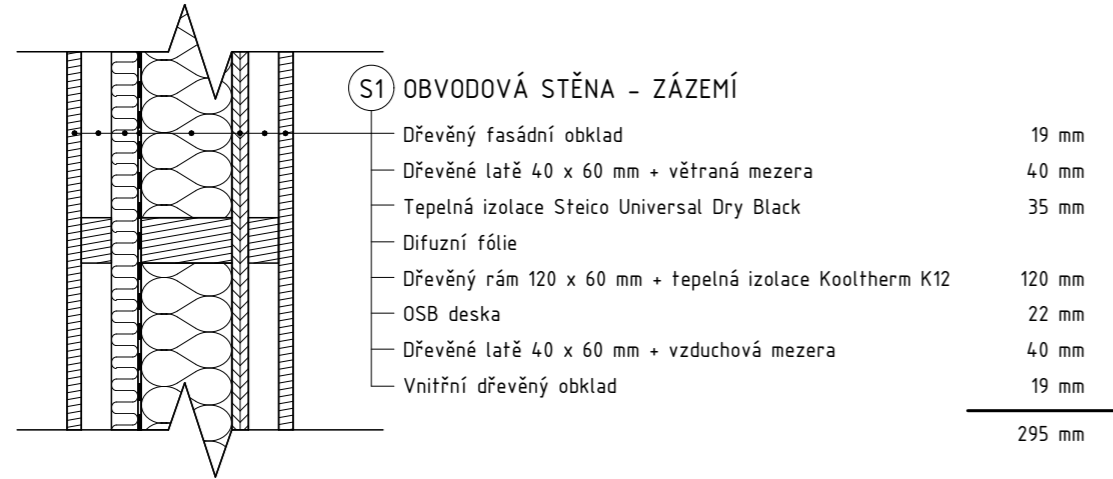 S1 OBVODOVÁ STĚNA - ZÁZEMÍ
Dřevěný fasádní obklad 19 mm
Dřevěné latě 40 x 60 mm + větraná mezera 40 mm
Tepelná izolace Steico Universal Dry Black 35 mm
Difuzní fólie
Dřevěný rám 120 x 60 mm + tepelná izolace Kooltherm K12 120 mm
OSB deska 22 mm
Dřevěné latě 40 x 60 mm + vzduchová mezera 40 mm
Vnitřní dřevěný obklad 19 mm
295 mm